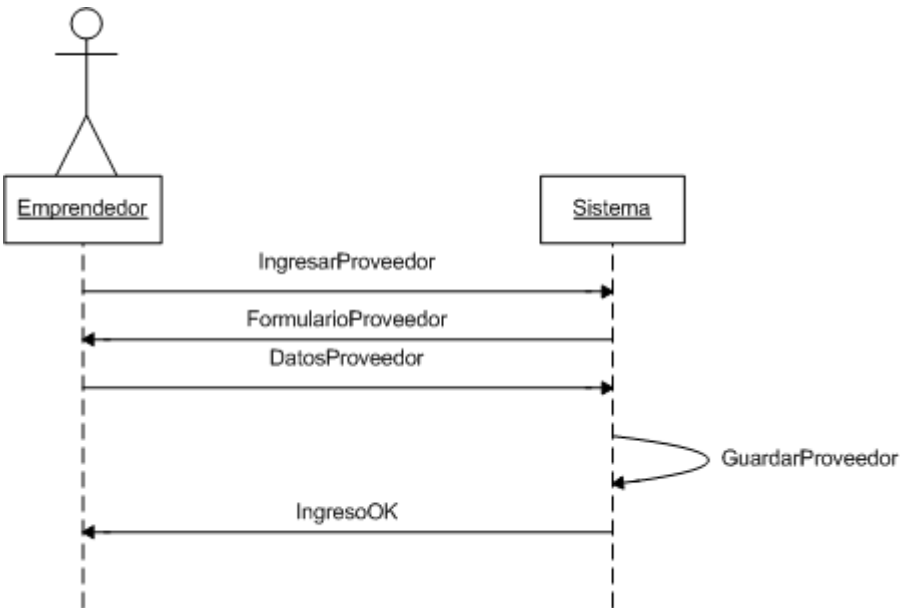 Emprendedor
Sistema
IngresarProveedor
FormularioProveedor
DatosProveedor
GuardarProveedor
IngresoOK